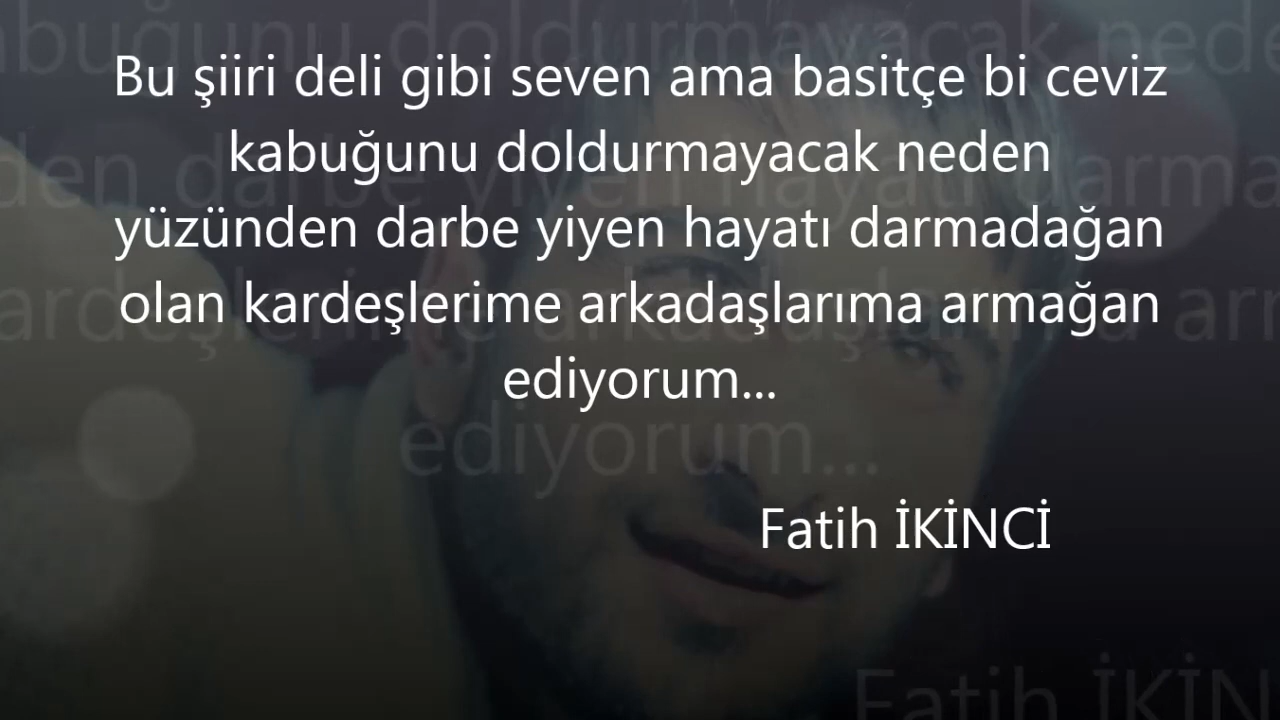 Bu şiiri deli gibi seven ama basitçe bi ceviz
kabuğunu doldurmayacak neden
yüzünden darbe yiyen hayatı darmadağan
olan kardeşlerime arkadaşlarıma armağan
ediyorum...
Fatih İKİNCİ